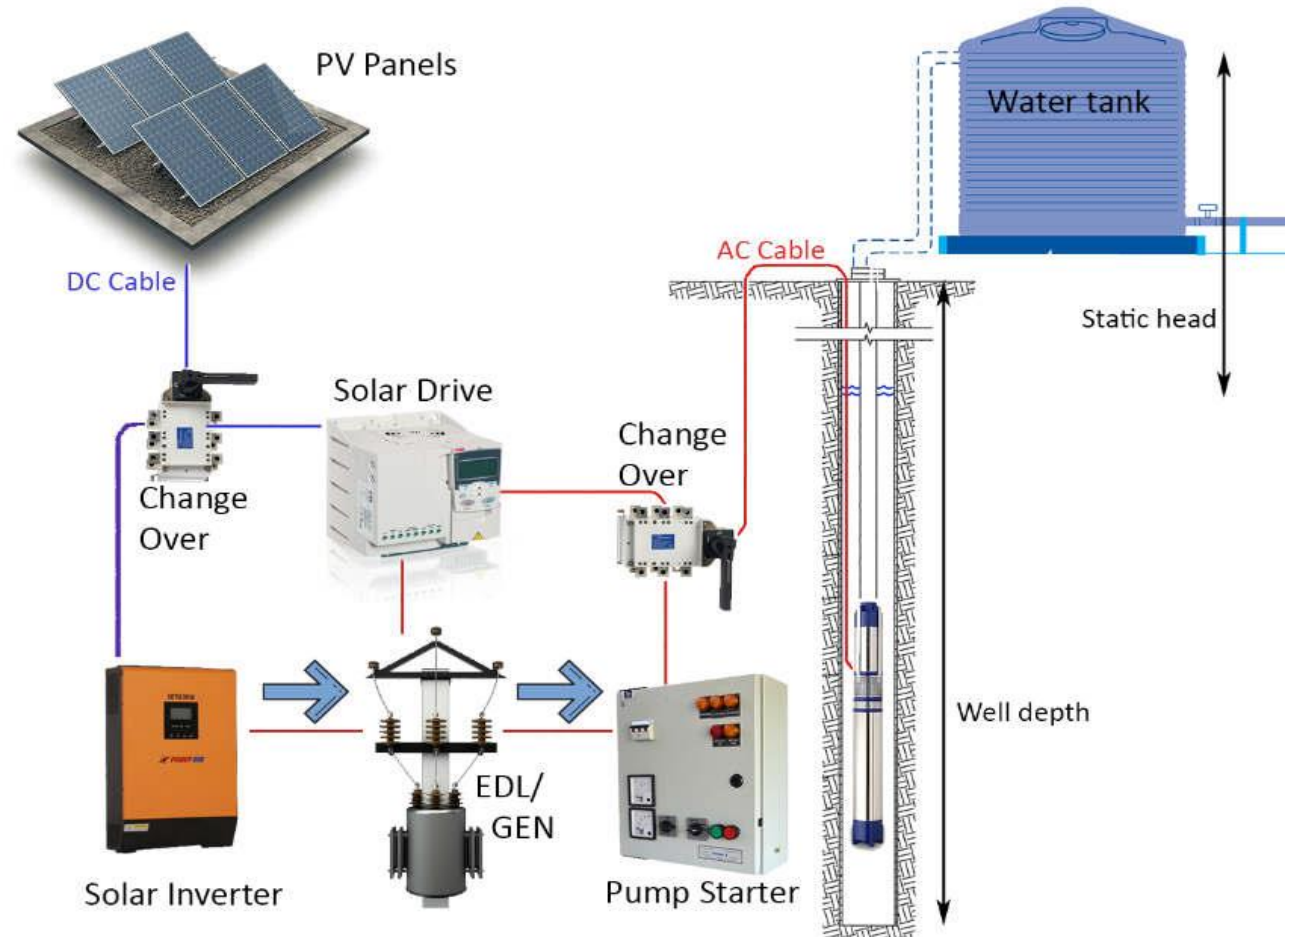 PV Panels
Water tank
DC Cable
AC Cable
Static head
Solar Drive
Change
Over
Change
Over
Well depth
EDL/
GEN
Solar Inverter
Pump Starter